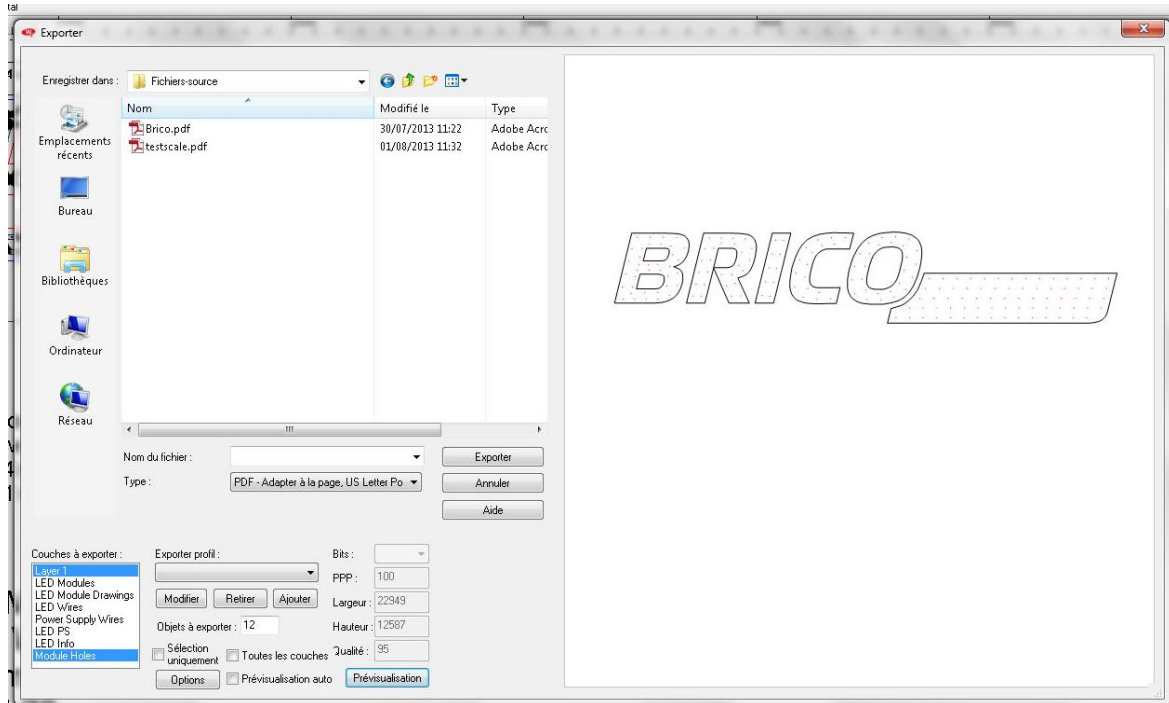 tal
Exporter
Enregistrer dans :
Fichiers-source
Nom
Modifié le
Type
Brico.pdf
30/07/2013 11:22
Adobe Acrc
testscale.pdf
01/08/2013 11:32
Adobe Acrc
Emplacements
récents
Bureau
Bibliothèques
Ordinateur
Réseau
Nom du fichier :
Exporter
Type :
PDF - Adapter à la page, US Letter Po
Annuler
Aide
Couches à exporter :
Layer 1
LED Modules
LED Module Drawings
LED Wires
Power Supply Wires
LED PS
LED Info
Module Holes
Exporter profil :
Modifier
Retirer
Ajouter
Objets à exporter :
12
Sélection
uniquement
Toutes les couches
Options
Prévisualisation auto
Prévisualisation
Bits :
PPP :
100
Largeur :
22949
Hauteur :
12587
Qualité :
95
BRICO